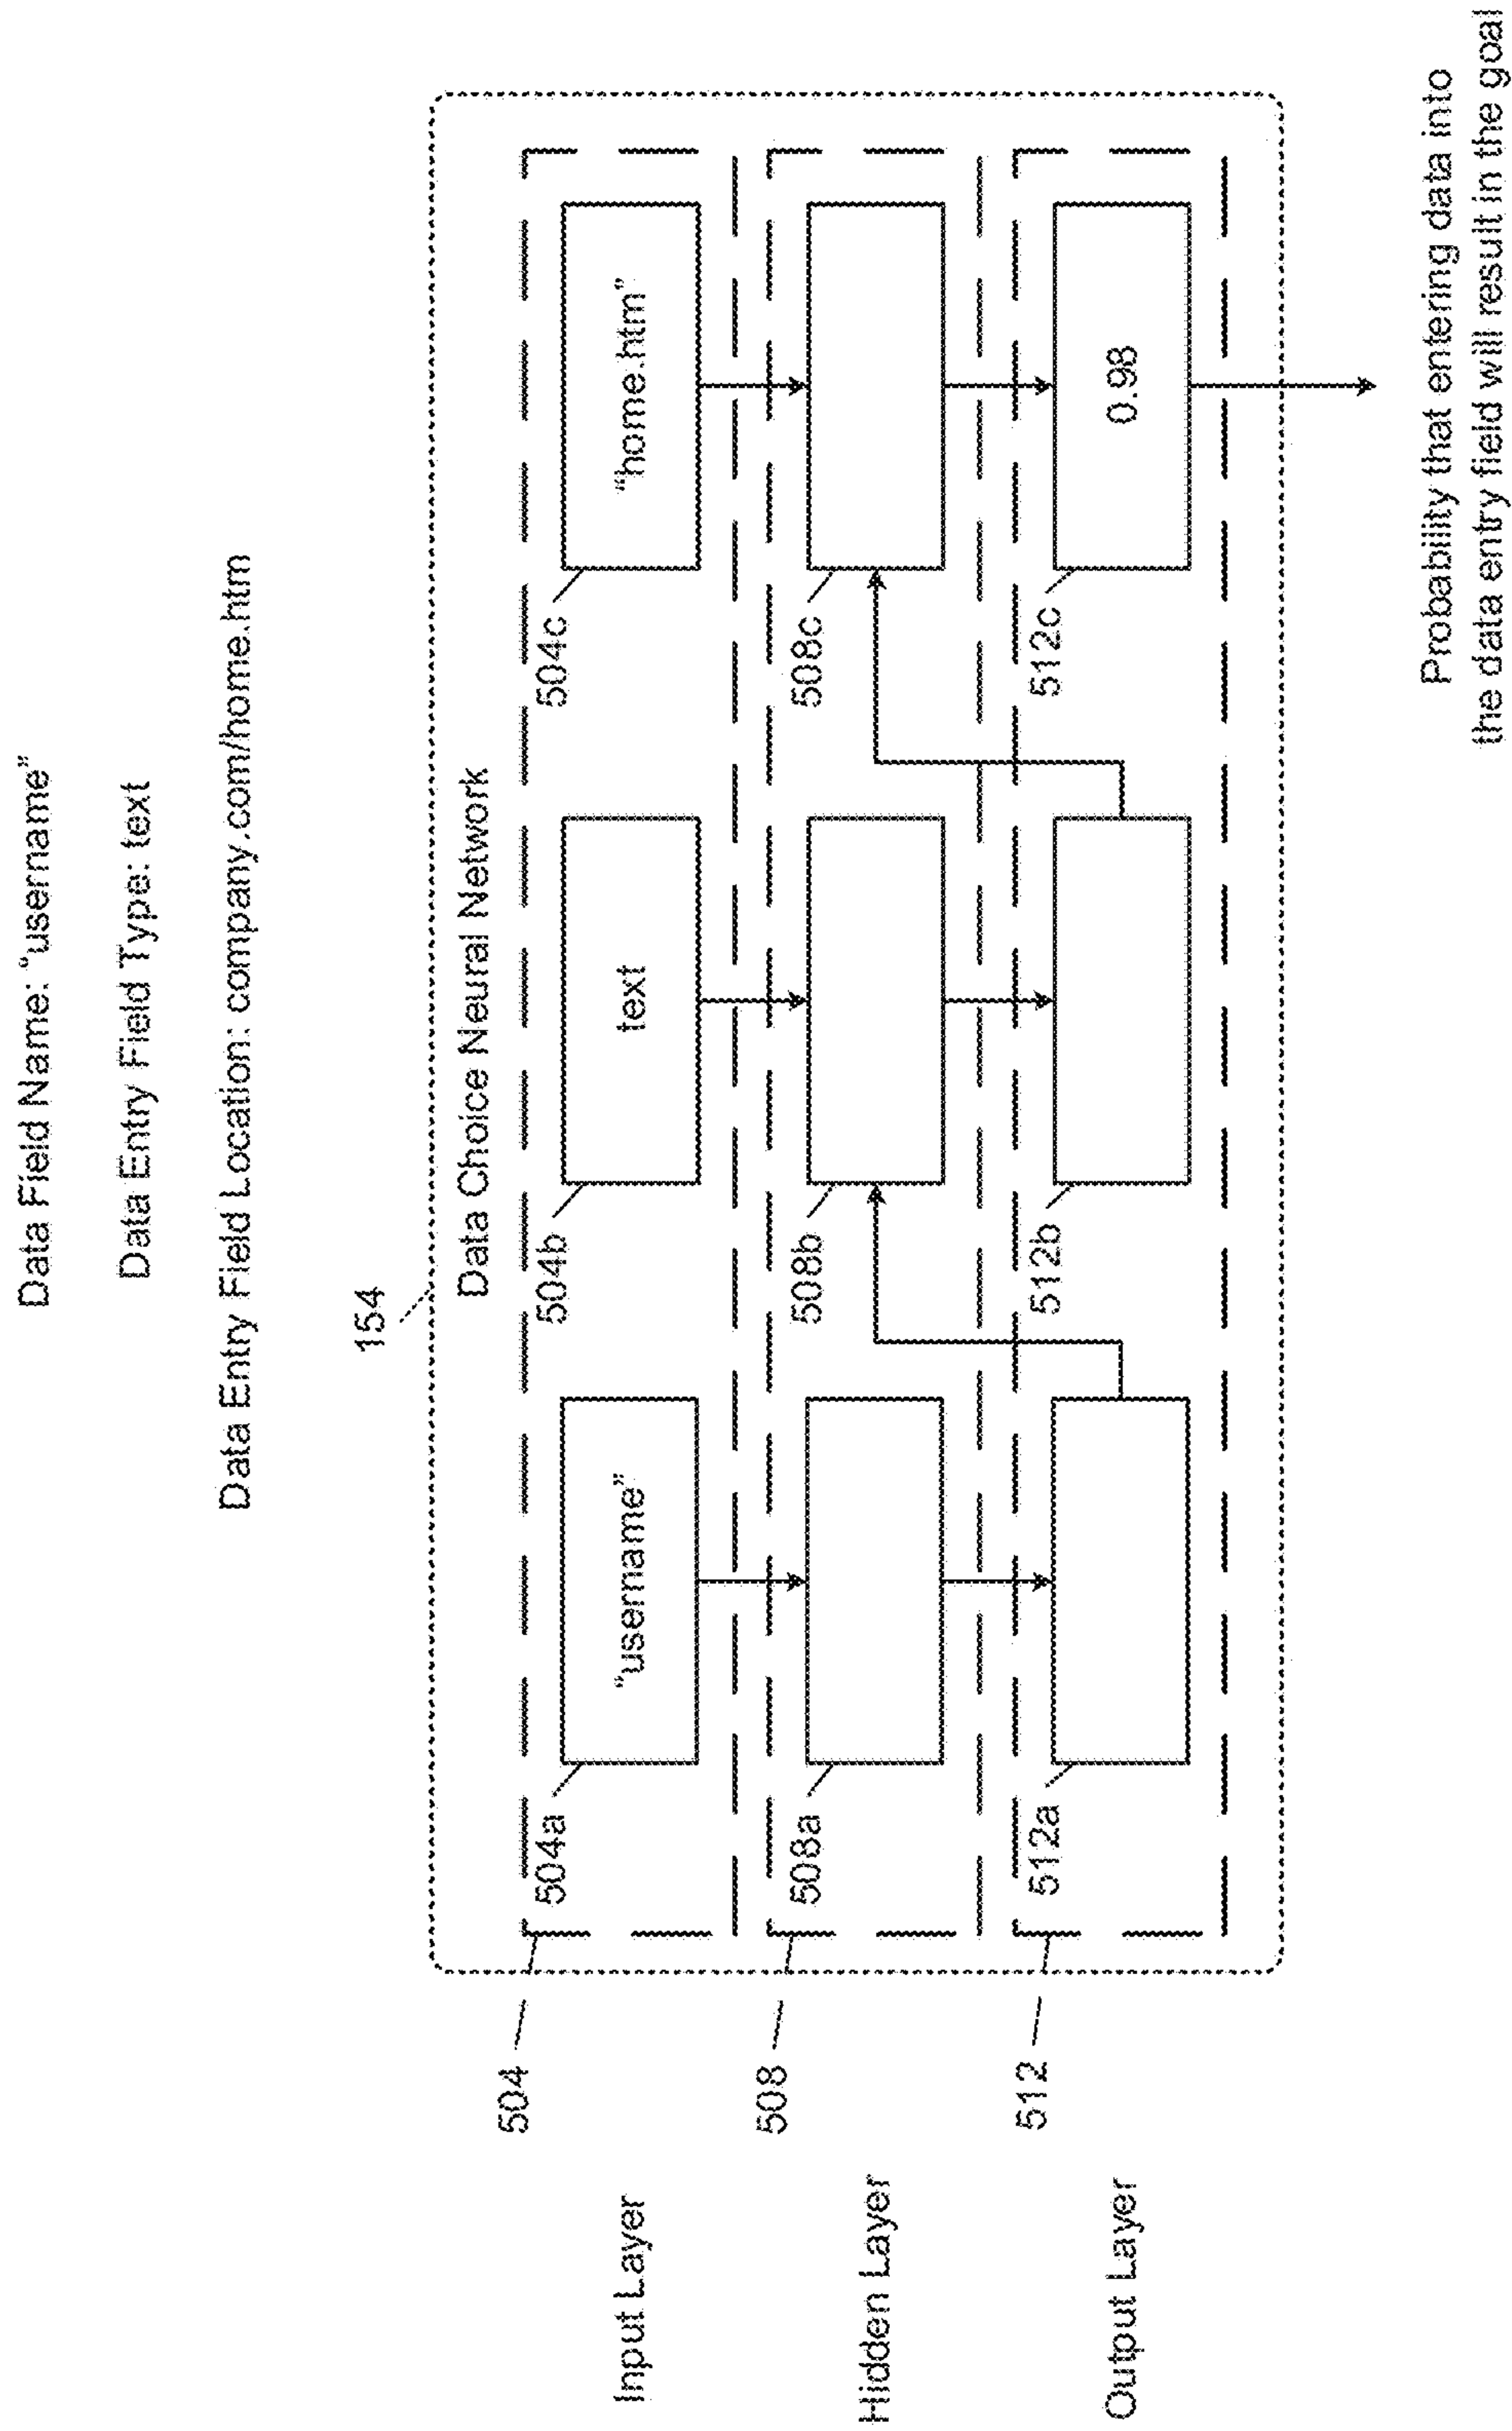 Data Field Name: “username”
Data Entry Field Type: text
Data Entry Field Location: company.com/home.htm
154
Data Choice Neural Network
504
Input Layer
504a
“username”
504b
text
504c
“home.htm”
508
Hidden Layer
508a
508b
508c
512
Output Layer
512a
512b
512c
0.98
Probability that entering data into
the data entry field will result in the goal